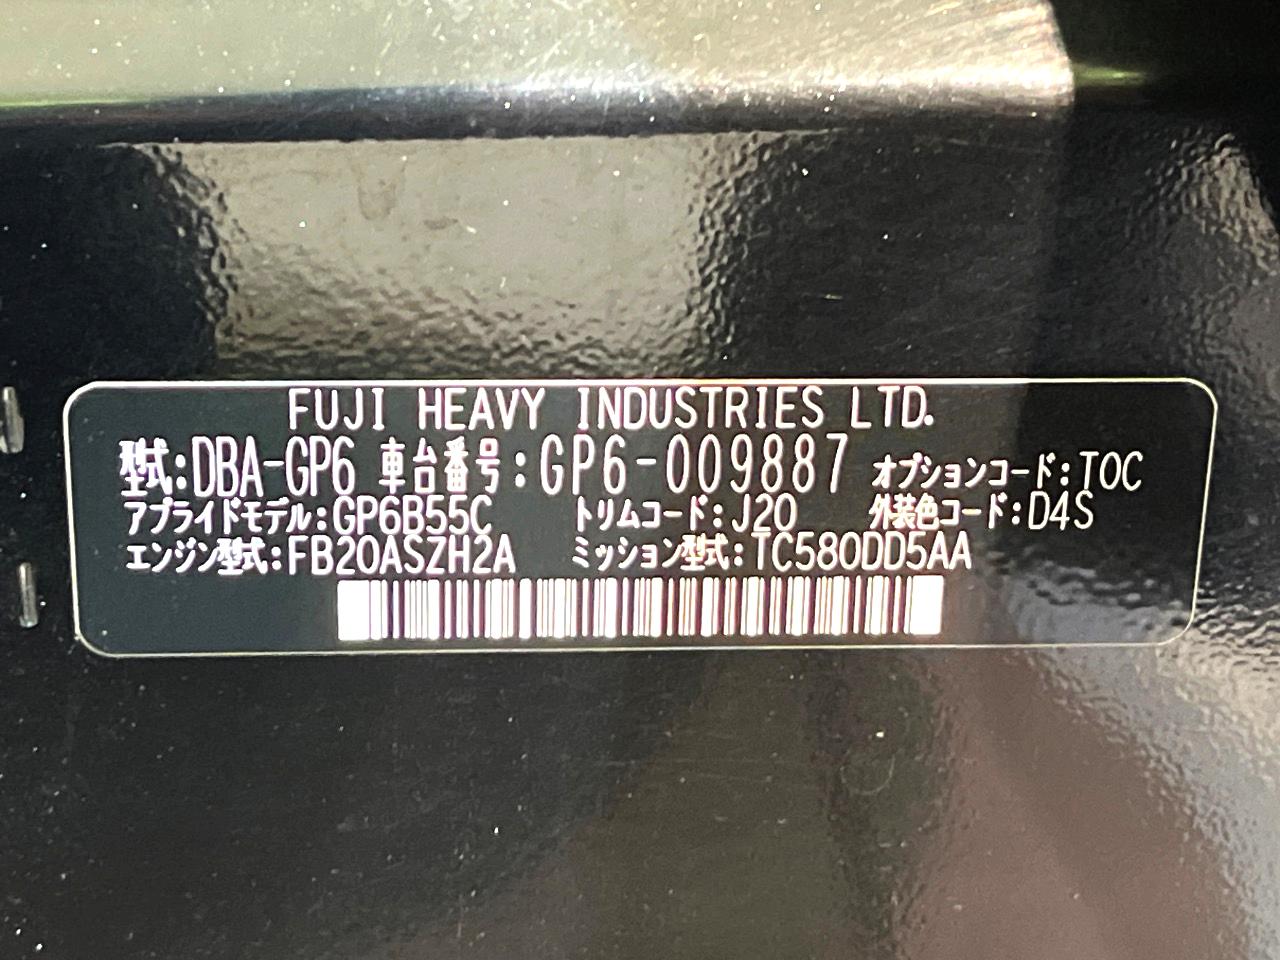 FUJI HEAVY INDUSTRIES LTD.
型式:DBA-GP6 車台番号:GP6-009887 オプションコード:TOC
アプライドモデル:GP6B55C トリムコード:J20 外装色コード:D4S
エンジン型式:FB20ASZH2A ミッション型式:TC580DD5AA